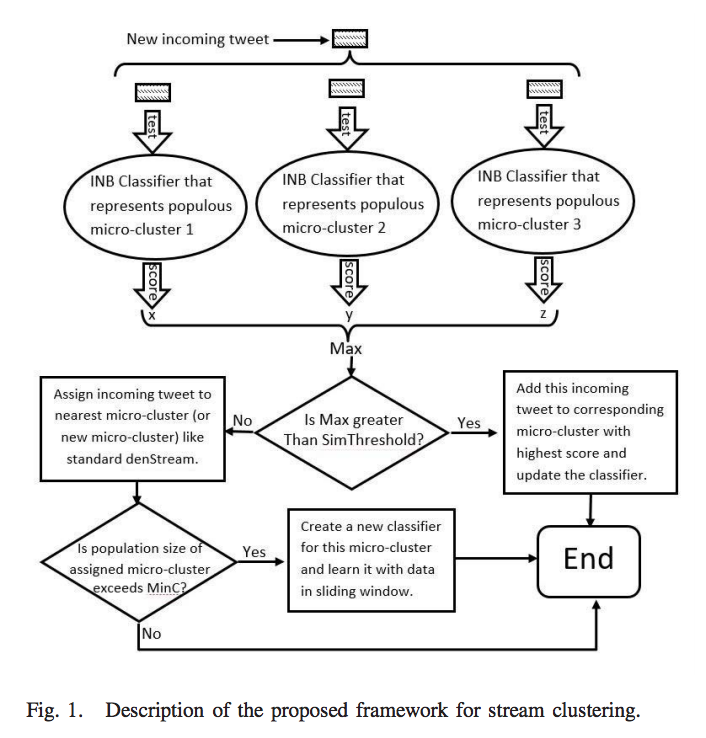 New incoming tweet
test
test
test
INB Classifier that
represents populous
micro-cluster 1
INB Classifier that
represents populous
micro-cluster 2
INB Classifier that
represents populous
micro-cluster 3
score
score
score
x
y
z
Max
Is Max greater
Than SimThreshold?
No
Yes
Assign incoming tweet to
nearest micro-cluster (or
new micro-cluster) like
standard denStream.
Add this incoming
tweet to corresponding
micro-cluster with
highest score and
update the classifier.
Is population size of
assigned micro-cluster
exceeds MinC?
Yes
Create a new classifier
for this micro-cluster
and learn it with data
in sliding window.
End
No
Fig. 1. Description of the proposed framework for stream clustering.